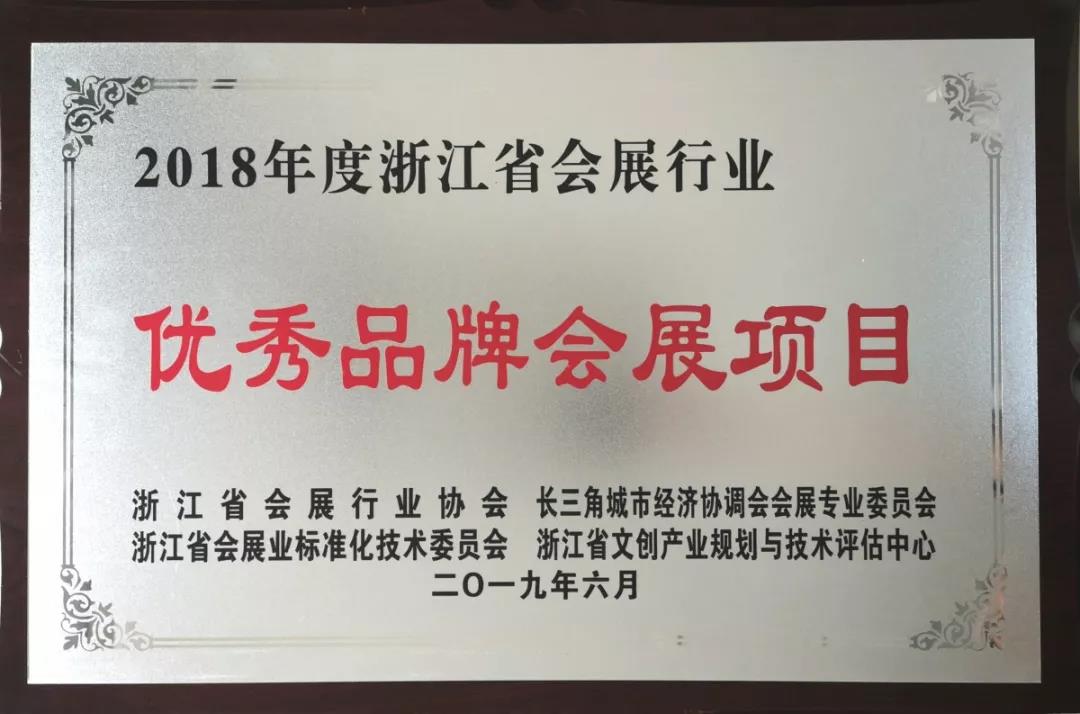 2018年度浙江省会展行业
优秀品牌会展项目
浙江省会展行业协会 长三角城市经济协调会会展专业委员会
浙江省会展业标准化技术委员会 浙江省文创产业规划与技术评估中心
二〇一九年六月